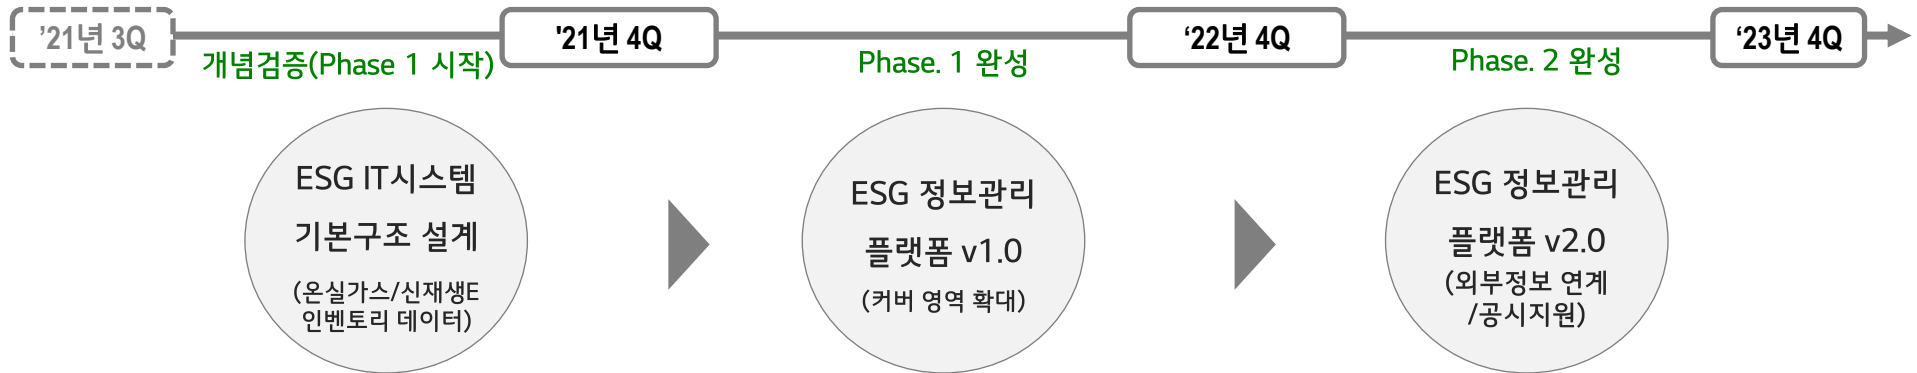 ’21년 3Q
'21년 4Q
‘22년 4Q
‘23년 4Q
개념검증(Phase 1 시작)
Phase. 1 완성
Phase. 2 완성
ESG IT시스템
기본구조 설계
(온실가스/신재생E
인벤토리 데이터)
ESG 정보관리
플랫폼 v1.0
(커버 영역 확대)
ESG 정보관리
플랫폼 v2.0
(외부정보 연계
/공시지원)